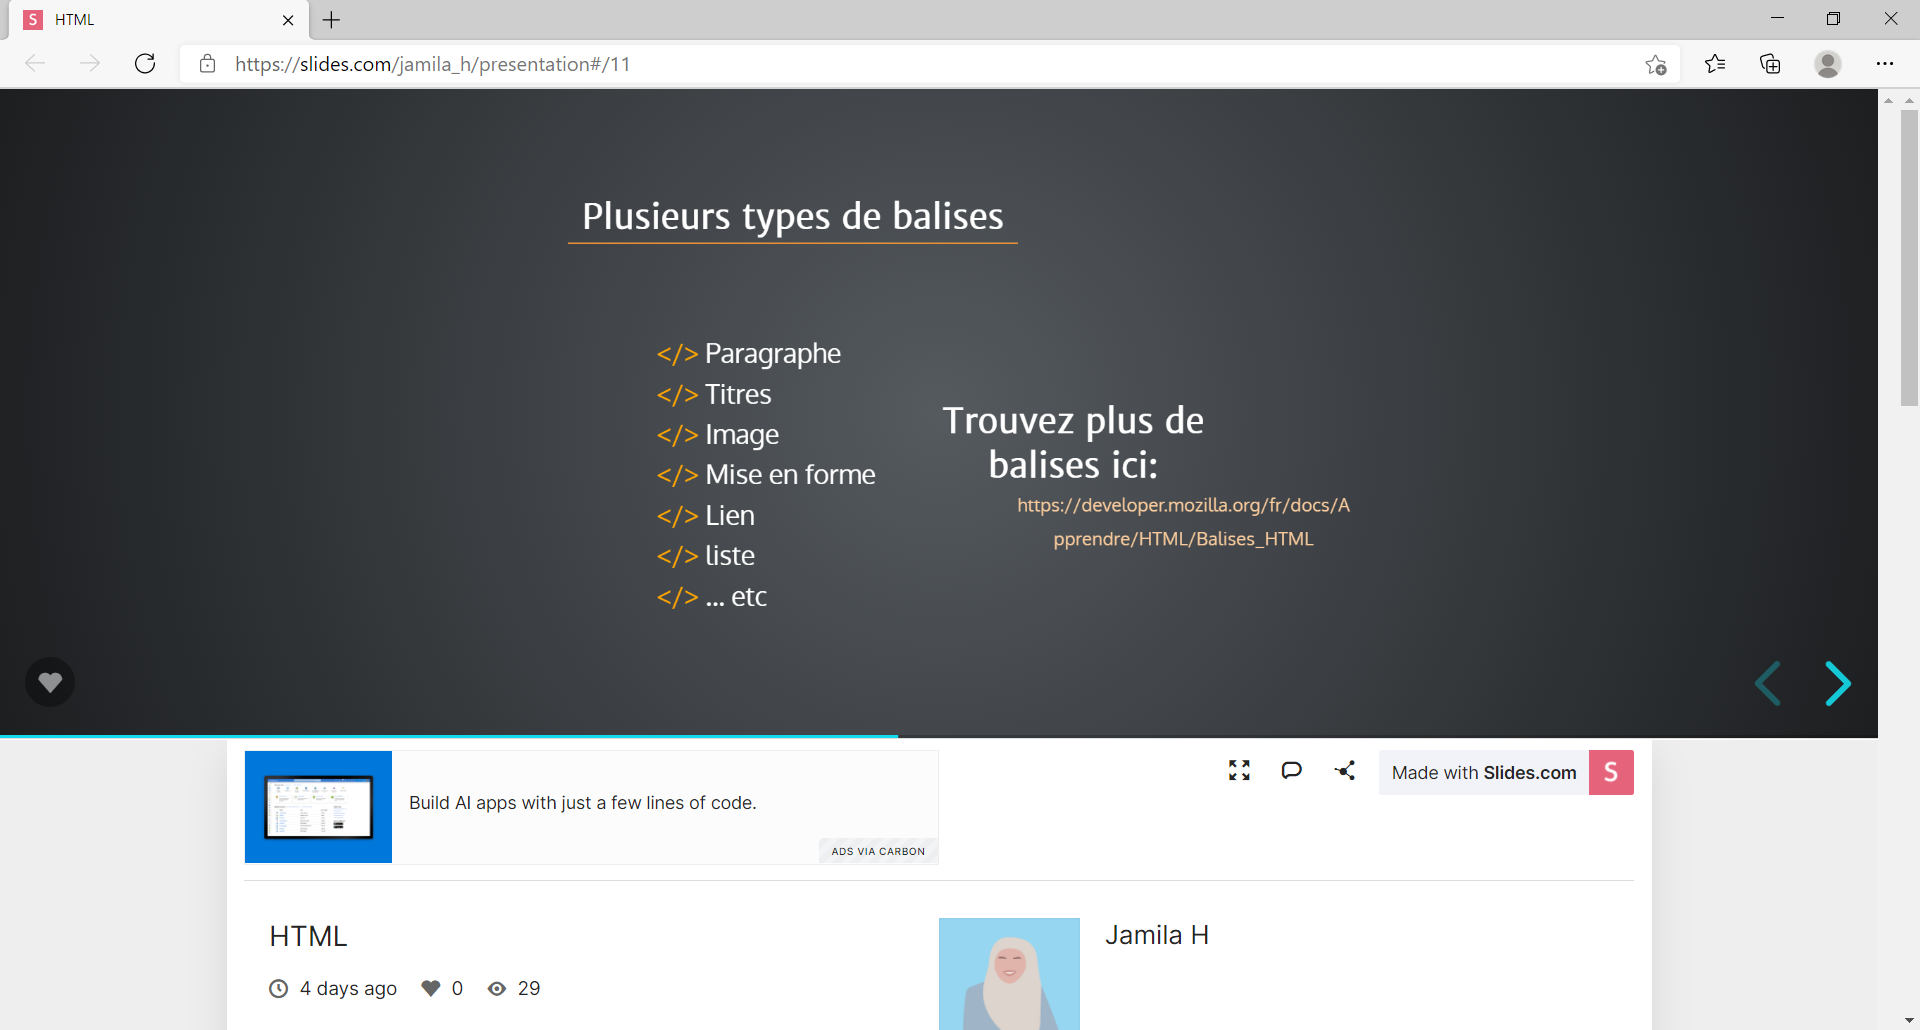 HTML
https://slides.com/jamila_h/presentation#/11
Plusieurs types de balises
</> Paragraphe
</> Titres
</> Image
</> Mise en forme
</> Lien
</> liste
</> ... etc
Trouvez plus de
balises ici:
https://developer.mozilla.org/fr/docs/A
pprendre/HTML/Balises_HTML
Build AI apps with just a few lines of code.
ADS VIA CARBON
Made with Slides.com
S
HTML
4 days ago
0
29
Jamila H